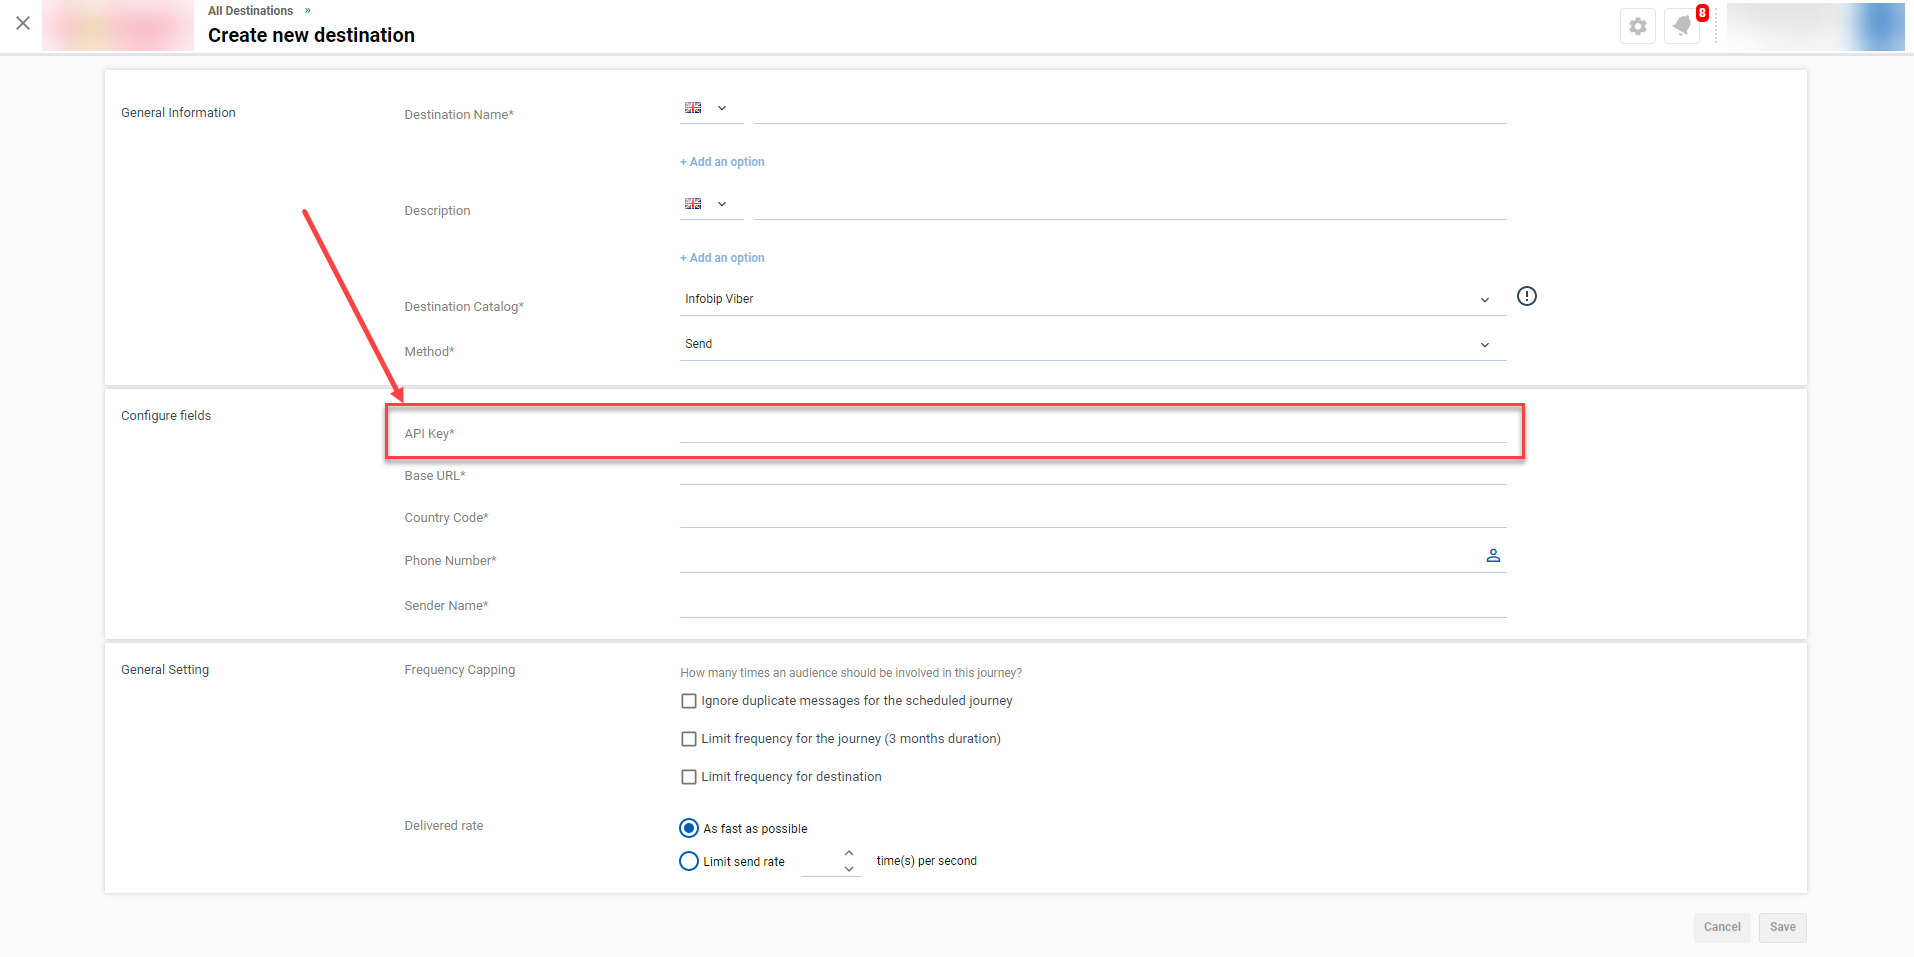 All Destinations »
Create new destination
8
General Information
Destination Name*
+ Add an option
Description
+ Add an option
Destination Catalog*
Infobip Viber
Method*
Send
Configure fields
API Key*
Base URL*
Country Code*
Phone Number*
Sender Name*
General Setting
Frequency Capping
How many times an audience should be involved in this journey?
Ignore duplicate messages for the scheduled journey
Limit frequency for the journey (3 months duration)
Limit frequency for destination
Delivered rate
As fast as possible
Limit send rate
time(s) per second
Cancel
Save